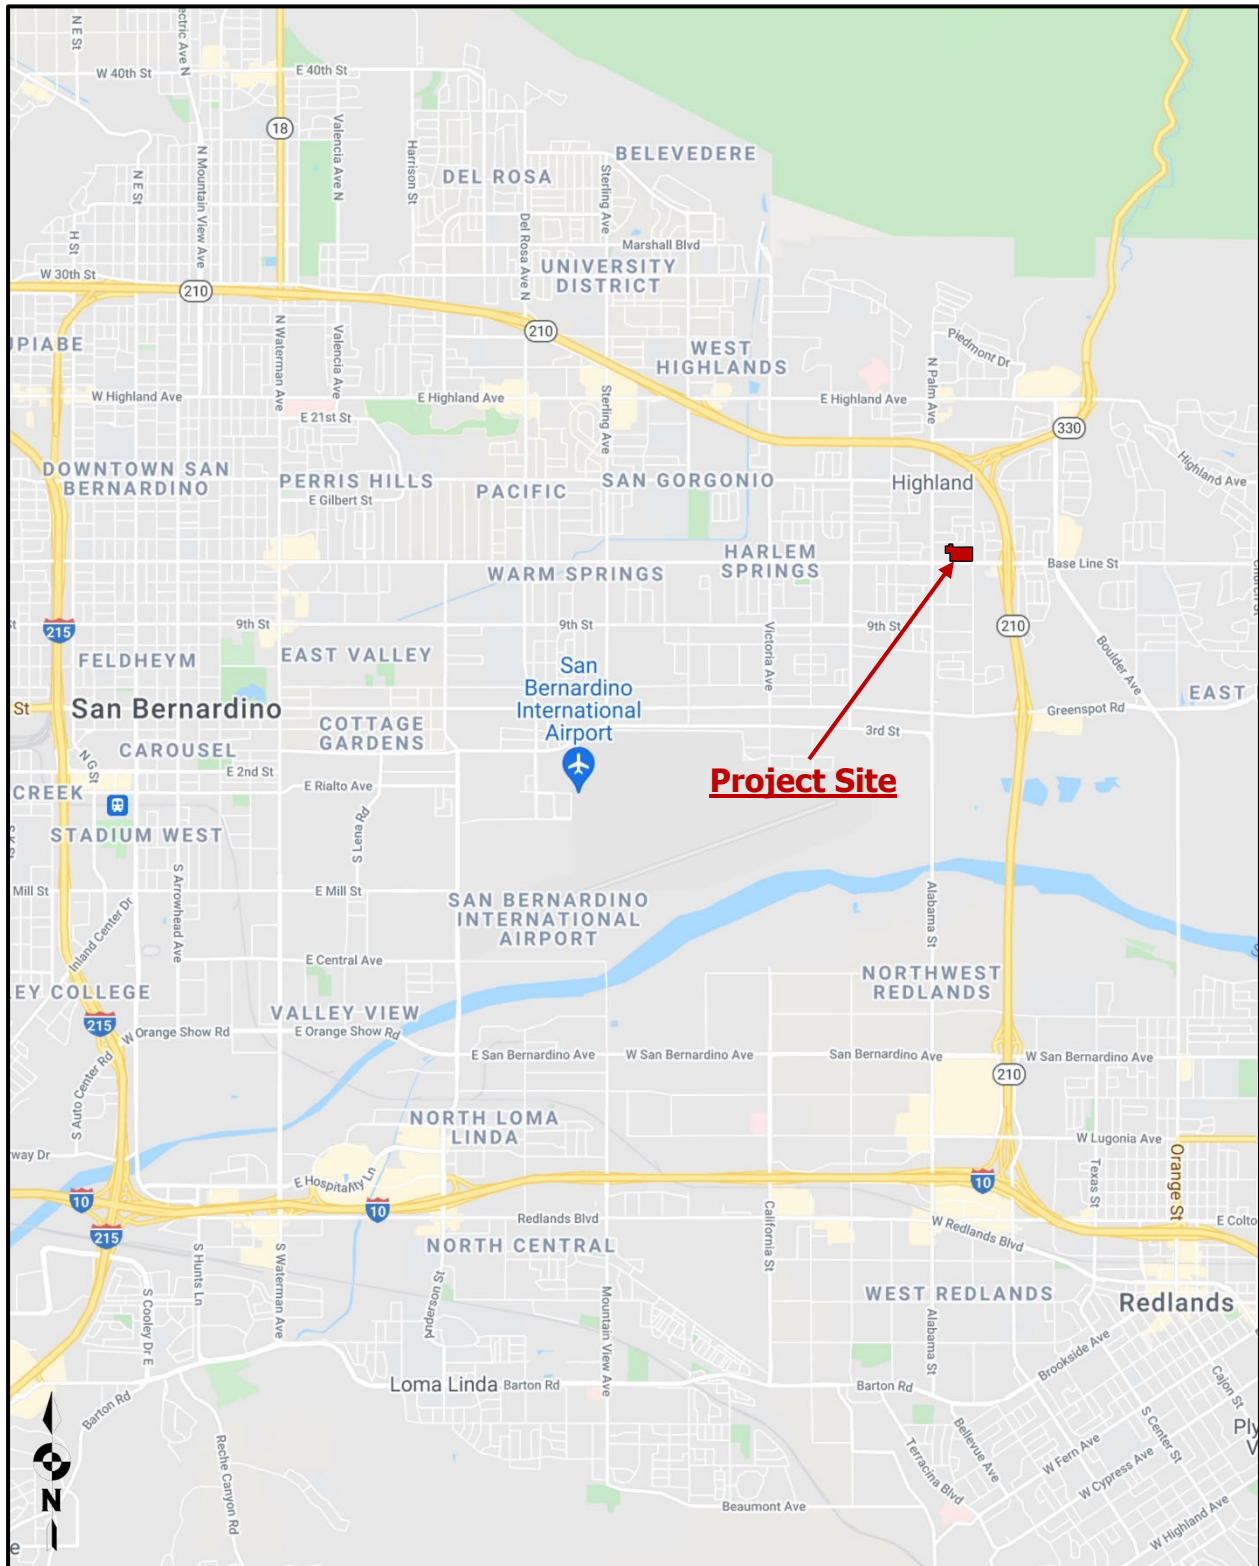 N E St
ectric Ave N
W 40th St
E 40th St
18
Valencia Ave N
Harrison St
N Mountain View Ave
N E St
H St
BELEVEDERE
DEL ROSA
Sterling Ave
Del Rosa Ave N
Marshall Blvd
UNIVERSITY
DISTRICT
W 30th St
210
210
N Waterman Ave
Valencia Ave
JPIABE
WEST
HIGHLANDS
Piedmont Dr
N Palm Ave
W Highland Ave
E Highland Ave
E Highland Ave
E 21st St
Sterling Ave
330
Highland Ave
DOWNTOWN SAN
BERNARDINO
PERRIS HILLS
E Gilbert St
PACIFIC
SAN GORGONIO
Highland
HARLEM
SPRINGS
WARM SPRINGS
Base Line St
215
9th St
9th St
9th St
Victoria Ave
210
Boulder Ave
FELDHEYM
EAST VALLEY
San
Bernardino
International
Airport
EAST
St
San Bernardino
COTTAGE
GARDENS
Greenspot Rd
3rd St
CAROUSEL
N G St
E 2nd St
E Rialto Ave
Project Site
CREEK
STADIUM WEST
S Lena Rd
S Arrowhead Ave
Mill St
E Mill St
Inland Center Dr
SAN BERNARDINO
INTERNATIONAL
AIRPORT
Alabama St
E Central Ave
NORTHWEST
REDLANDS
LEY COLLEGE
VALLEY VIEW
215
W Orange Show Rd
E Orange Show Rd
E San Bernardino Ave
W San Bernardino Ave
San Bernardino Ave
W San Bernardino Ave
210
S Auto Center Rd
NORTH LOMA
LINDA
rway Dr
W Lugonia Ave
Texas St
Orange St
E Hospitality Ln
10
10
10
Redlands Blvd
California St
W Redlands Blvd
E Colto
215
NORTH CENTRAL
S Hunts Ln
S Waterman Ave
Anderson St
S Cooley Dr E
Mountain View Ave
WEST REDLANDS
Redlands
Alabama St
Brookside Ave
Loma Linda
Barton Rd
Barton Rd
Barton Rd
Cajon St
S Center St
Bellevue Ave
Terracina Blvd
W Fern Ave
W Cypress Ave
Ply
V
Reche Canyon Rd
N
Beaumont Ave
W Highland Ave
e